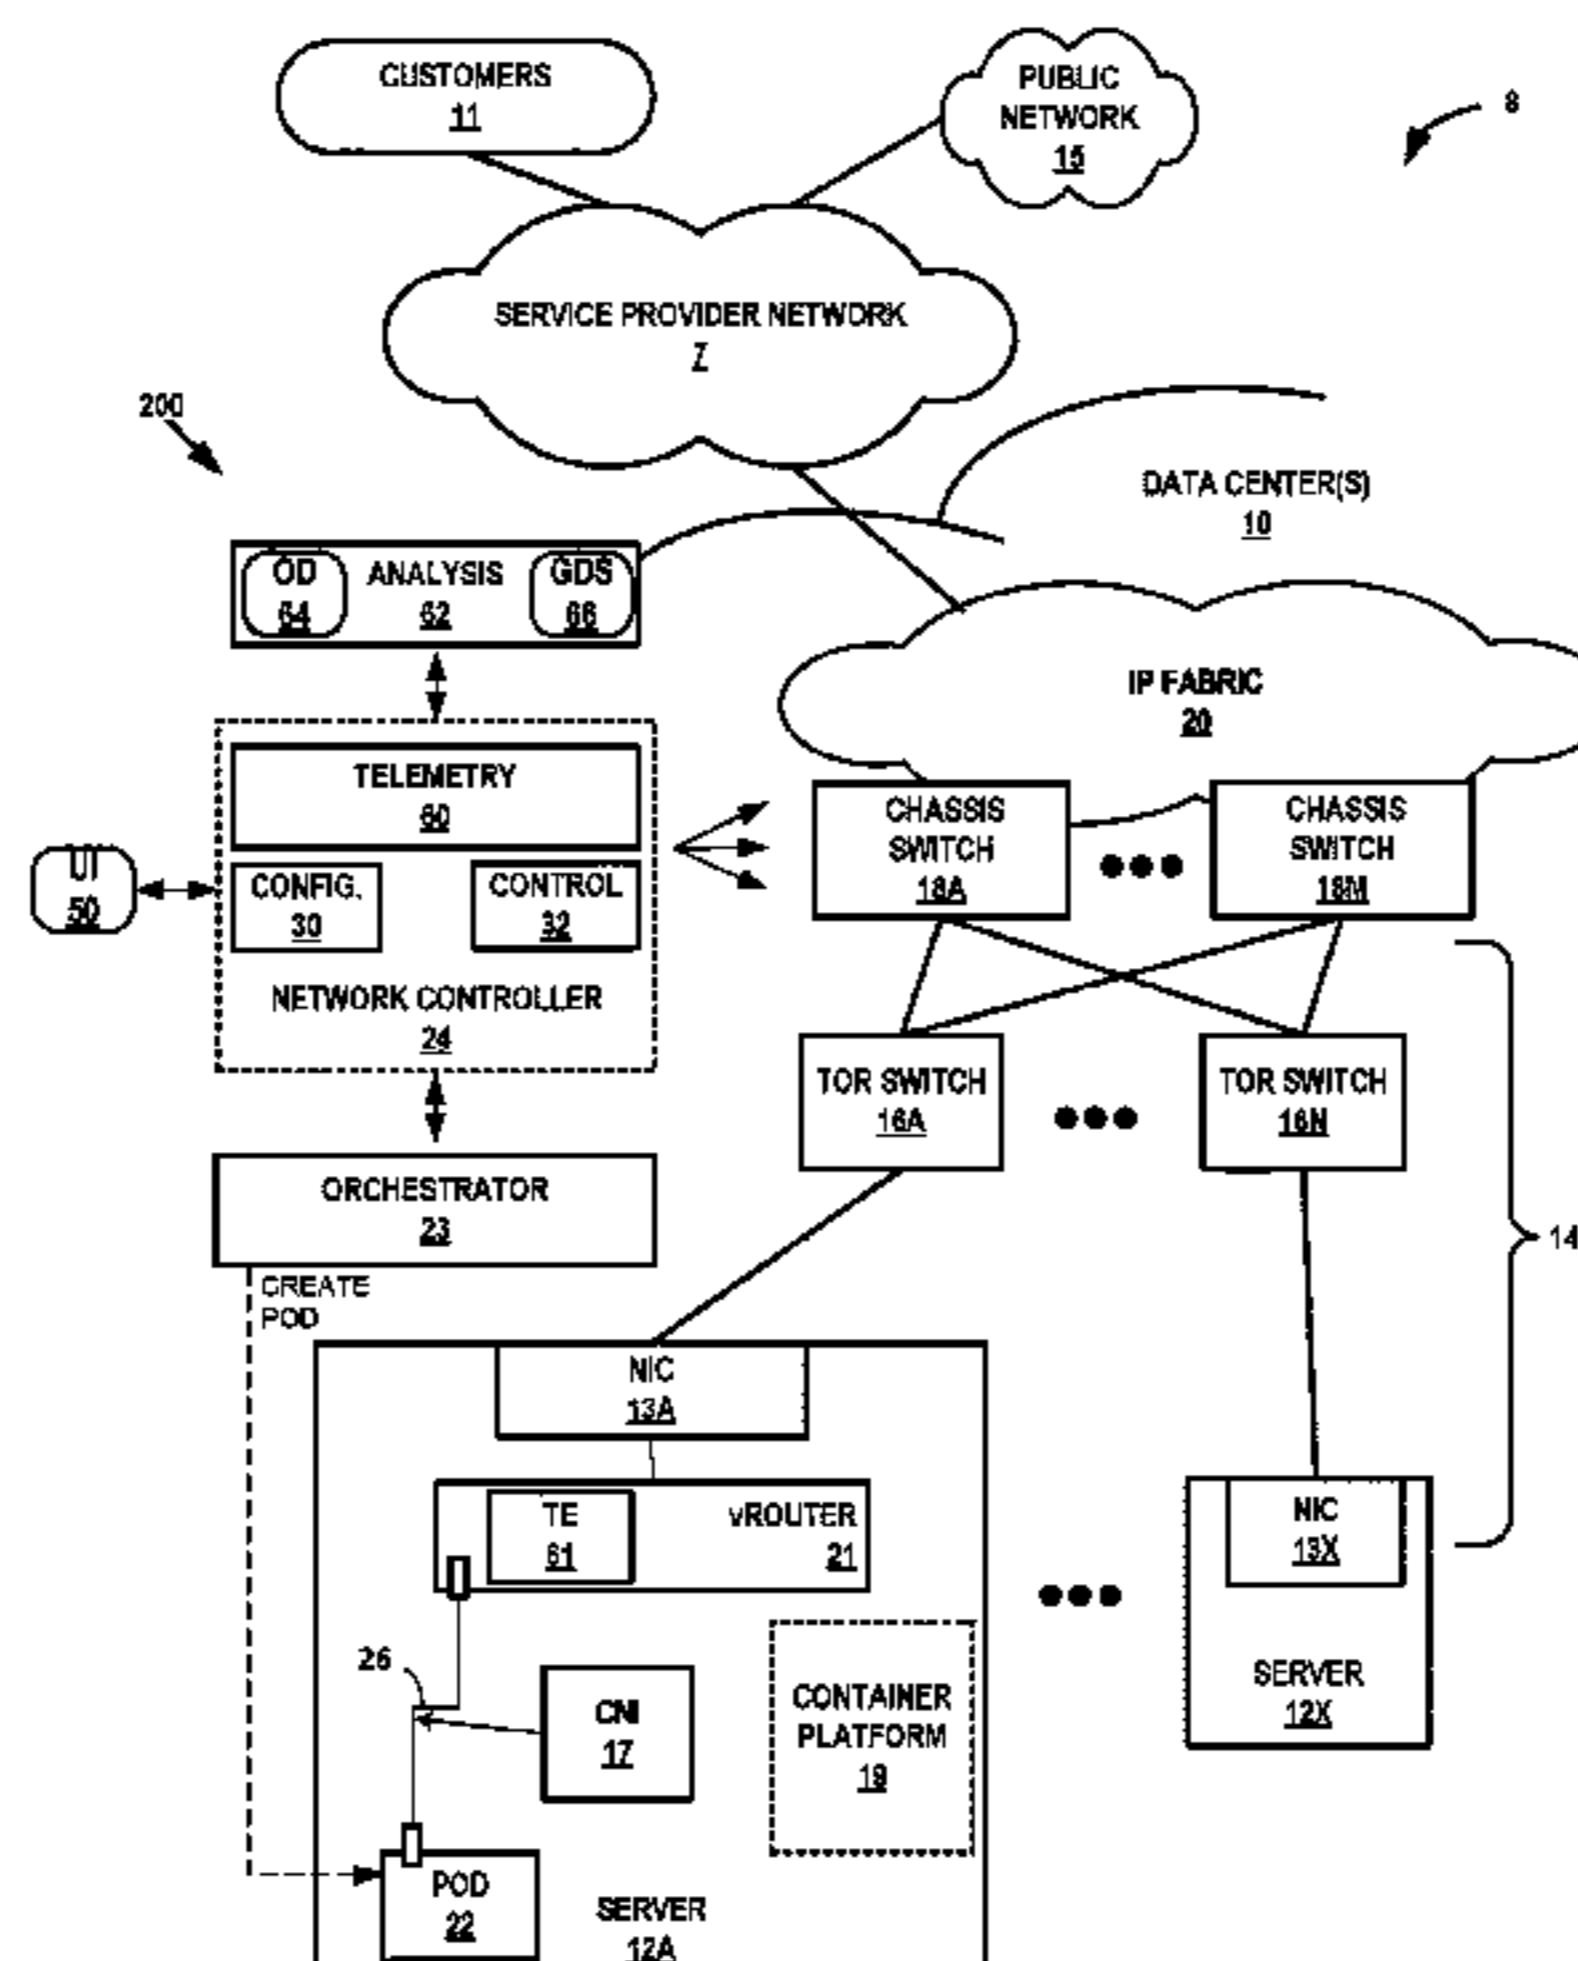 CUSTOMERS
11
PUBLIC
NETWORK
15
8
SERVICE PROVIDER NETWORK
7
200
DATA CENTER(S)
10
OD
64
ANALYSIS
62
GDS
66
IP FABRIC
20
TELEMETRY
60
CHASSIS
SWITCH
18A
CHASSIS
SWITCH
18M
UI
50
CONFIG.
30
CONTROL
32
NETWORK CONTROLLER
24
TOR SWITCH
16A
TOR SWITCH
16N
ORCHESTRATOR
23
14
CREATE
POD
NIC
13A
TE
61
vROUTER
21
NIC
13X
26
CNI
17
CONTAINER
PLATFORM
19
SERVER
12X
POD
22
SERVER
12A